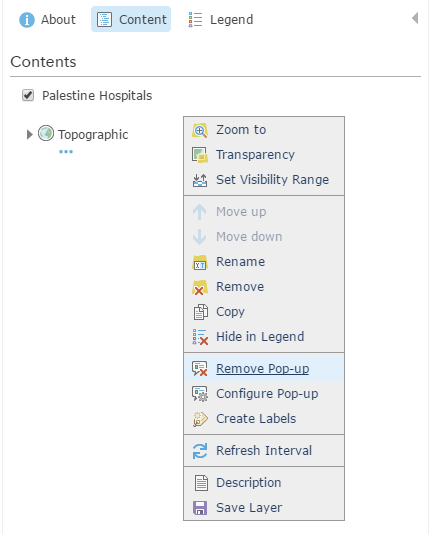 About Content Legend
Contents
Palestine Hospitals
Topographic
Zoom to
Transparency
Set Visibility Range
Move up
Move down
Rename
Remove
Copy
Hide in Legend
Remove Pop-up
Configure Pop-up
Create Labels
Refresh Interval
Description
Save Layer